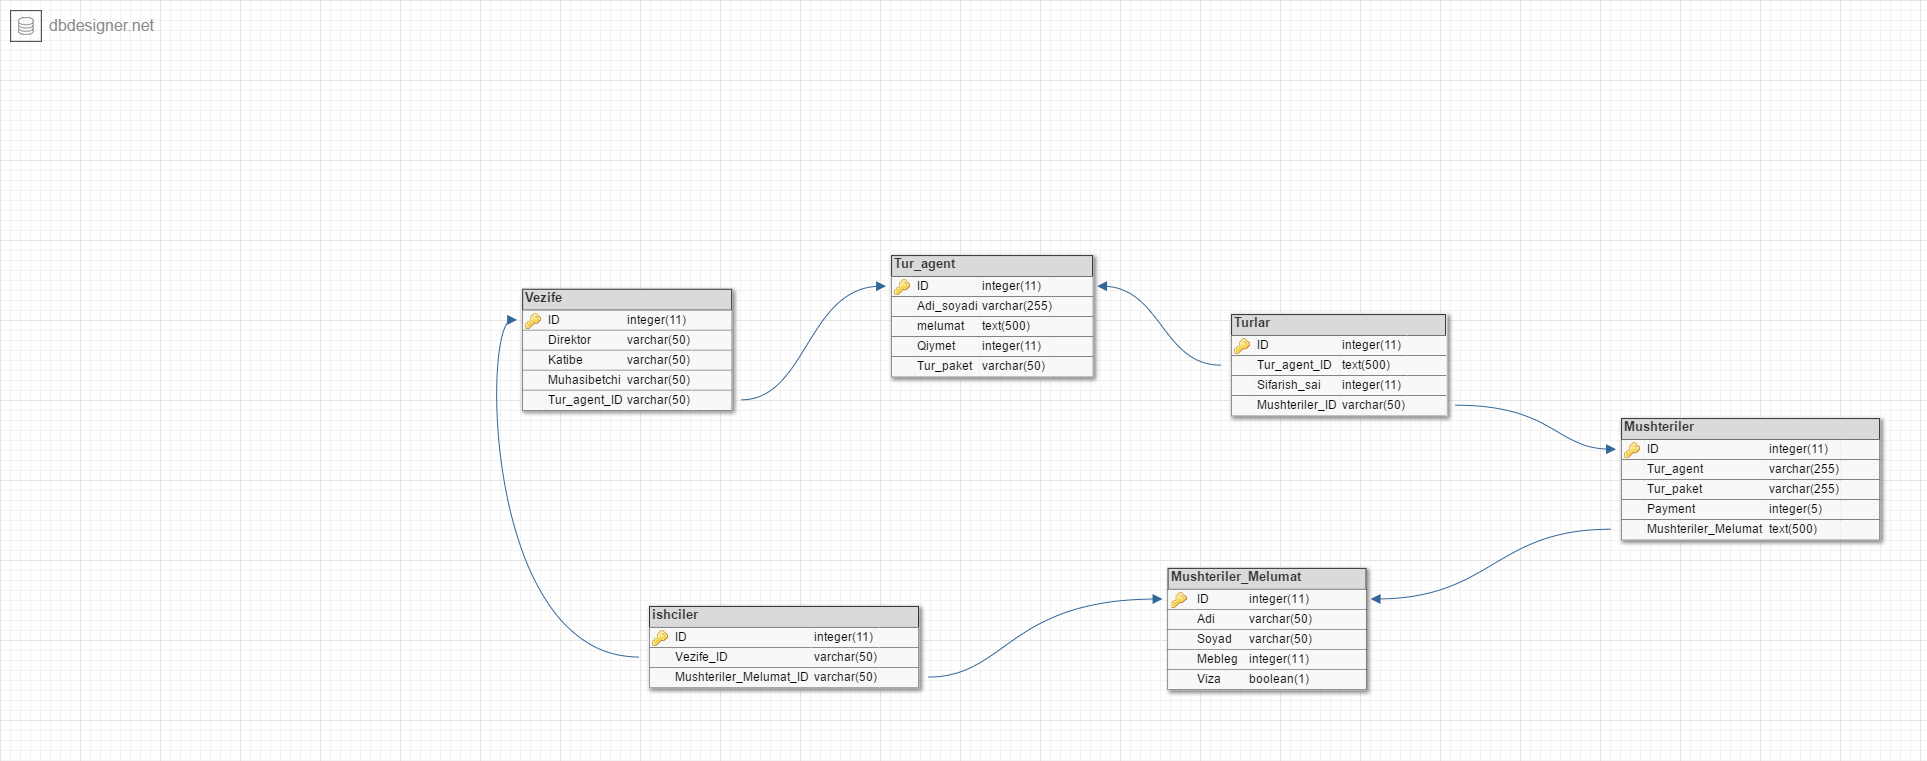 dbdesigner.net
Vezife
ID integer(11)
Direktor varchar(50)
Katibe varchar(50)
Muhasibetchi varchar(50)
Tur_agent_ID varchar(50)
Tur_agent
ID integer(11)
Adi_soyadi varchar(255)
melumat text(500)
Qiymet integer(11)
Tur_paket varchar(50)
Turlar
ID integer(11)
Tur_agent_ID text(500)
Sifarish_sai integer(11)
Mushteriler_ID varchar(50)
Mushteriler
ID integer(11)
Tur_agent varchar(255)
Tur_paket varchar(255)
Payment integer(5)
Mushteriler_Melumat text(500)
ishciler
ID integer(11)
Vezife_ID varchar(50)
Mushteriler_Melumat_ID varchar(50)
Mushteriler_Melumat
ID integer(11)
Adi varchar(50)
Soyad varchar(50)
Mebleg integer(11)
Viza boolean(1)